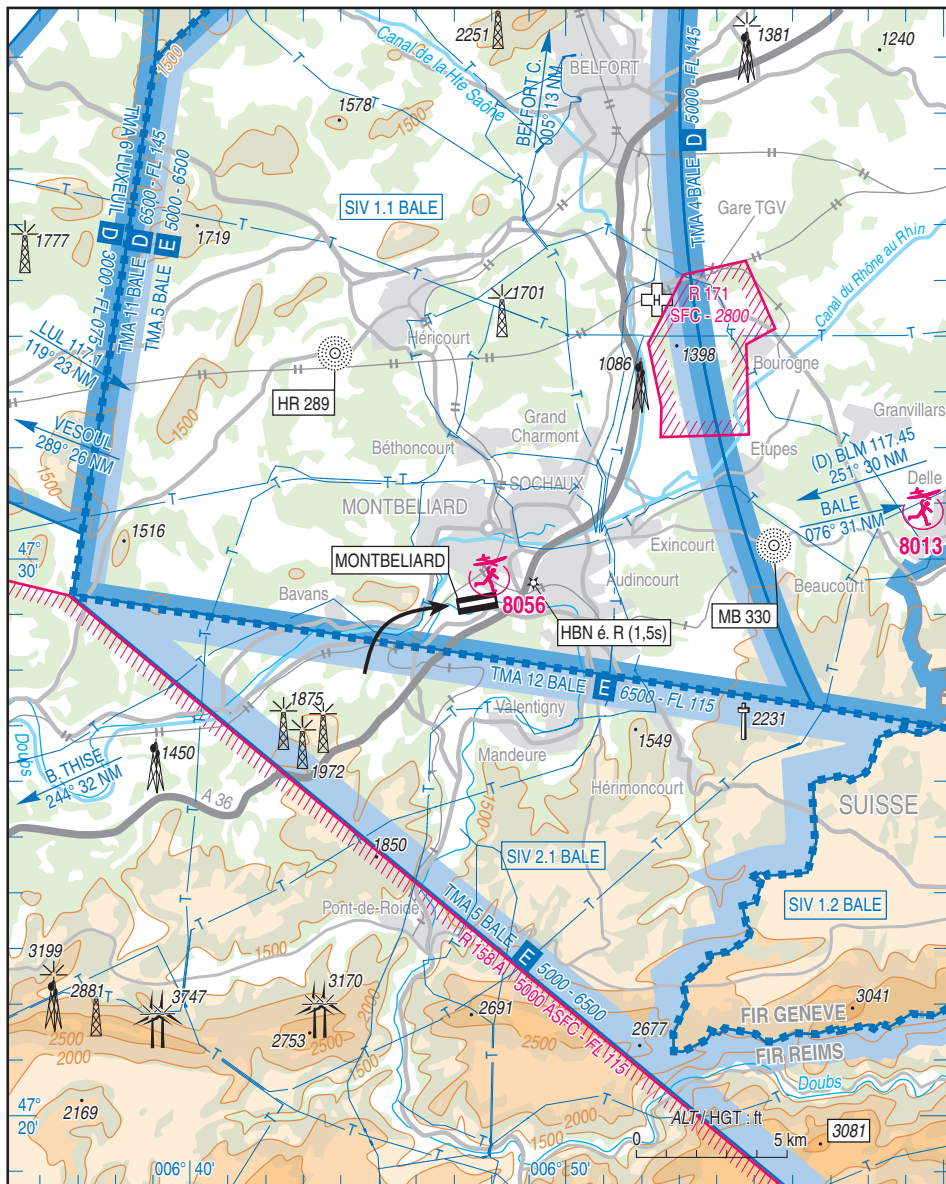 2251
1381
1240
Canal de la Hte Saône
BELFORT
BELFORT C.
005° 13 NM
1500
1578
1500
TMA 6 LUXEUIL D 3000 - FL 075
TMA 11 BALE D 6500 - FL 145
TMA 5 BALE E 5000 - 6500
TMA 4 BALE D 5000 - FL 145
SIV 1.1 BALE
Gare TGV
1777
1719
Canal du Rhône au Rhin
R 171
SFC - 2800
H
1701
LUL 117.1
119° 23 NM
Héricourt
1398
1086
Bourogne
HR 289
1500
Granvillars
Grand
Charmont
VESOUL
289° 26 NM
Béthoncourt
Etupes
(D) BLM 117.45
251° 30 NM
1500
SOCHAUX
Delle
MONTBELIARD
BALE
076° 31 NM
1516
Exincourt
8013
47°
30'
MONTBELIARD
Audincourt
Beaucourt
Bavans
8056
MB 330
HBN é. R (1,5s)
TMA 12 BALE E 6500 - FL 115
1875
Valentigny
2231
1549
1450
1972
Mandeure
Doubs
B. THISE
244° 32 NM
Hérimoncourt
A 36
1500
SUISSE
1850
SIV 2.1 BALE
SIV 1.2 BALE
Pont-de-Roide
TMA 5 BALE E 5000 - 6500
R 158 A / 5000 ASFC - FL 115
3199
1500
2881
3747
3170
2000
2691
3041
FIR GENEVE
2753
2500
2500
2677
2500
2000
FIR REIMS
1500
1500
Doubs
47°
20'
2169
2000
1500
ALT / HGT : ft
0
5 km
3081
006° 40'
006° 50'